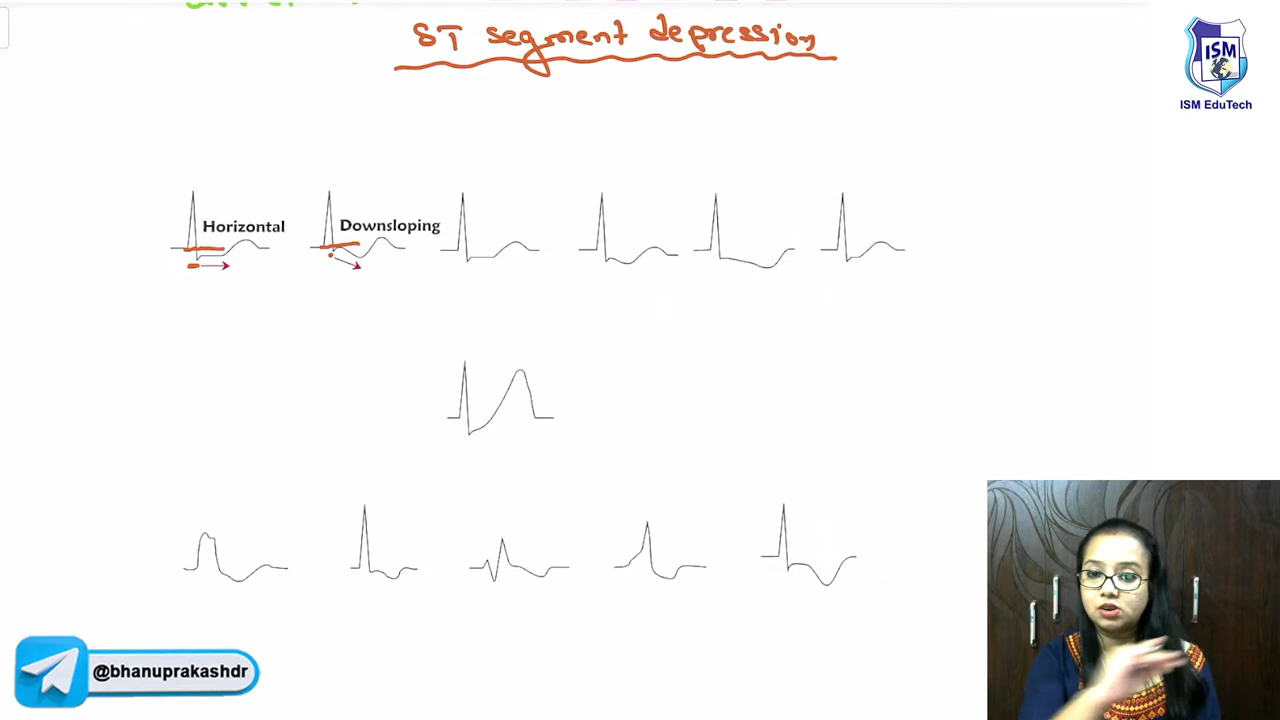 ST segment depression
ISM
ISM EduTech
Horizontal
Downsloping
@bhanuprakashdr